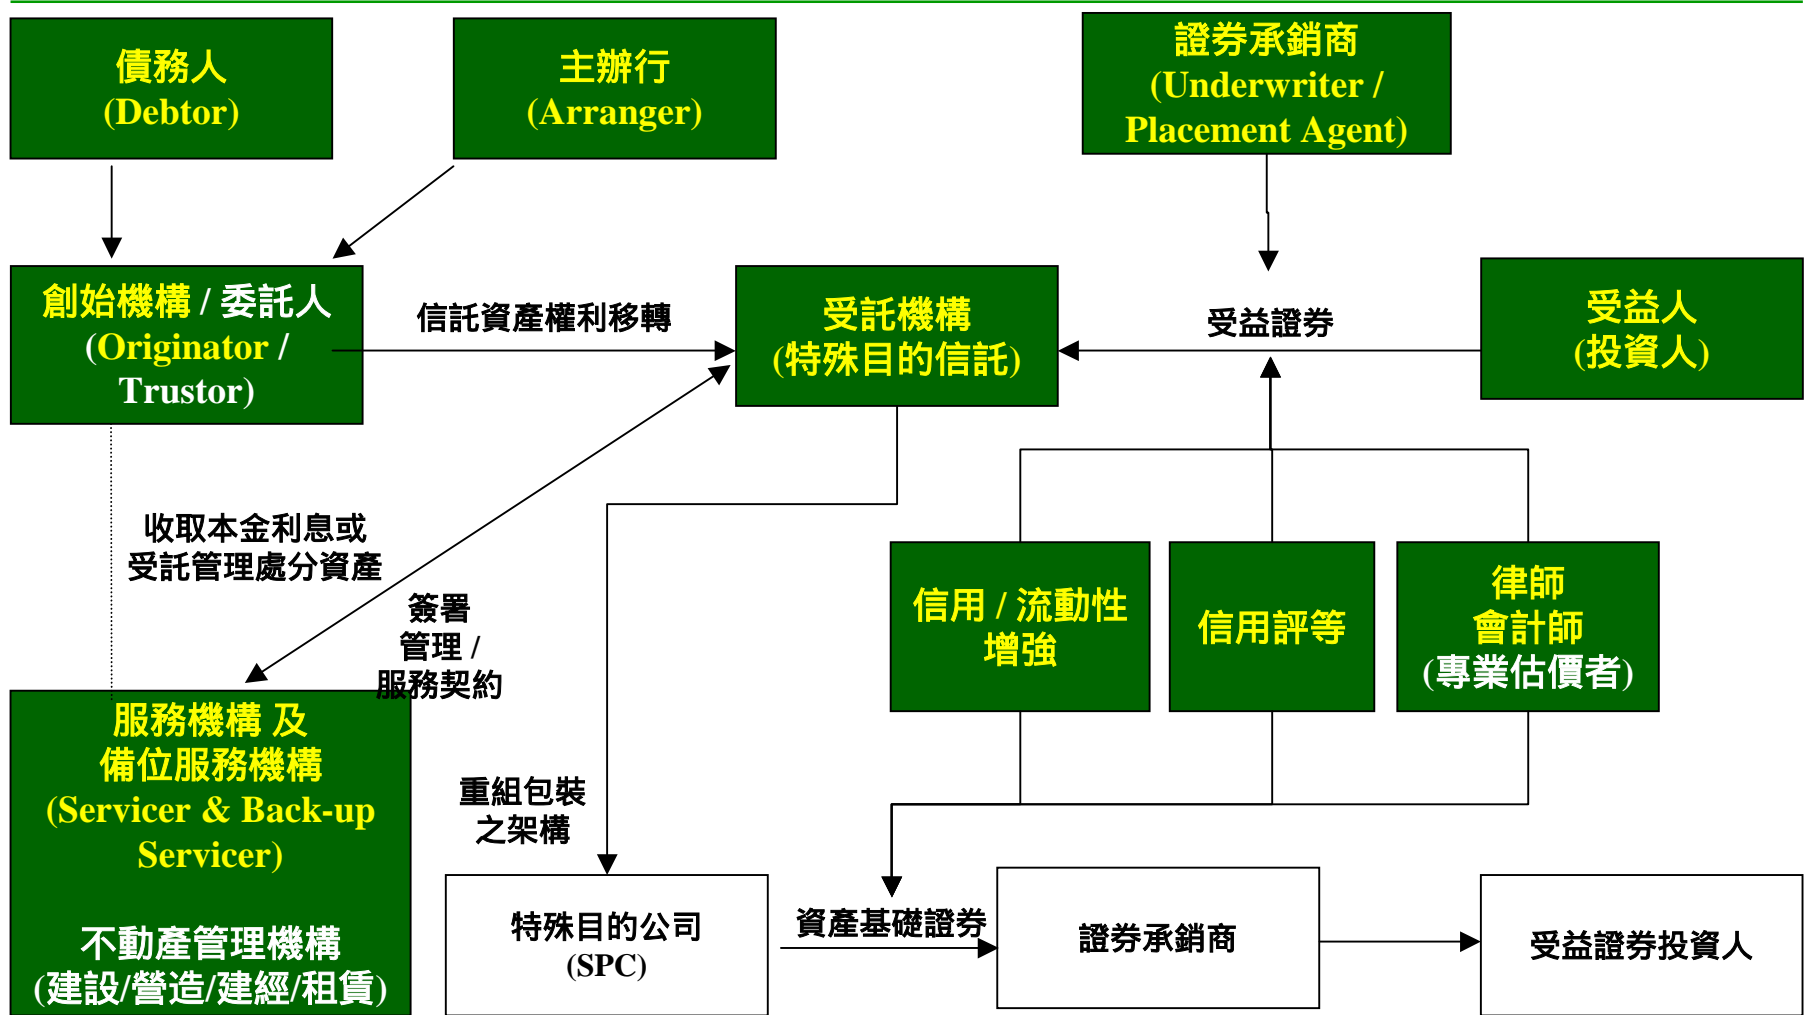 債務人
(Debtor)
主辦行
(Arranger)
證券承銷商
(Underwriter /
Placement Agent)
創始機構 / 委託人
(Originator /
Trustor)
信託資產權利移轉
受託機構
(特殊目的信託)
受益證券
受益人
(投資人)
收取本金利息或
受託管理處分資產
簽署
管理 /
服務契約
信用 / 流動性
增強
信用評等
律師
會計師
(專業估價者)
服務機構 及
備位服務機構
(Servicer & Back-up
Servicer)
不動產管理機構
(建設/營造/建經/租賃)
重組包裝
之架構
特殊目的公司
(SPC)
資產基礎證券
證券承銷商
受益證券投資人